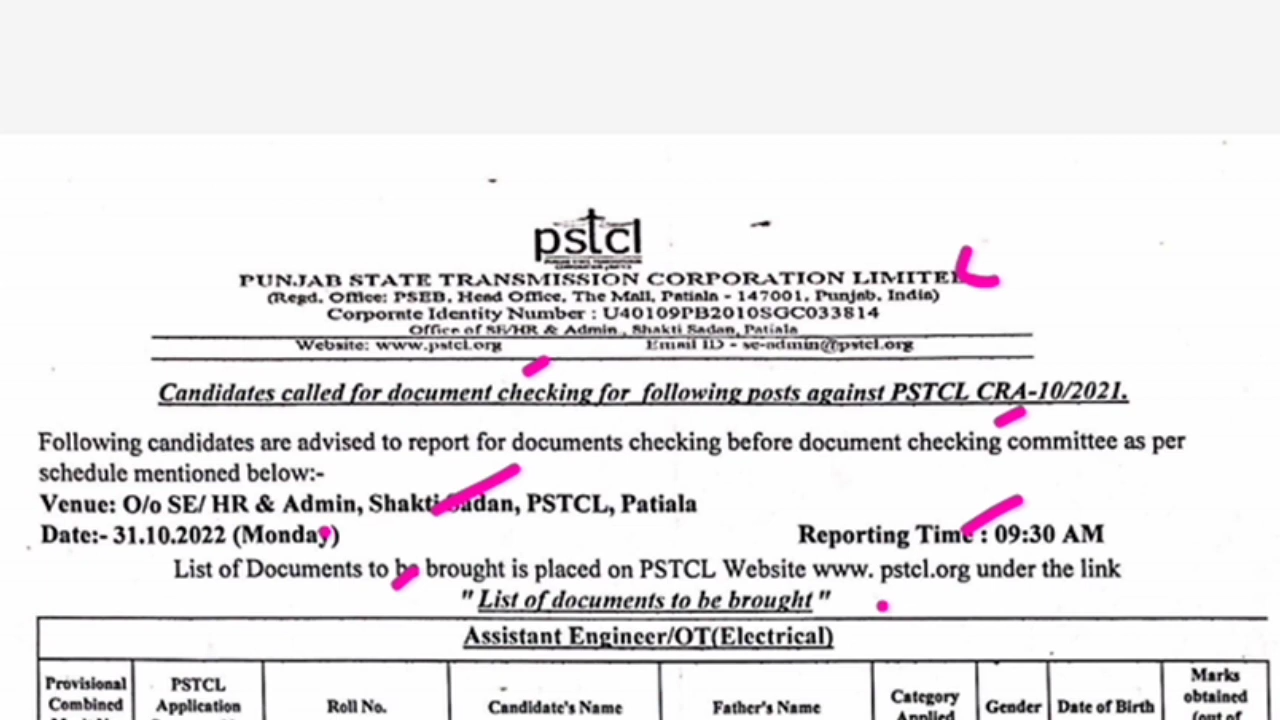 pstcl
PUNJAB STATE TRANSMISSION CORPORATION LIMITED
(Regd. Office: PSEB, Head Office, The Mall, Patiala - 147001, Punjab, India)
Corporate Identity Number : U40109PB2010SGC033814
Office of SE/HR & Admin , Shakti Sadan, Patiala
Website: www.pstcl.org Email ID - se-admin@pstcl.org
Candidates called for document checking for following posts against PSTCL CRA-10/2021.
Following candidates are advised to report for documents checking before document checking committee as per
schedule mentioned below:-
Venue: O/o SE/ HR & Admin, Shakti Sadan, PSTCL, Patiala
Date:- 31.10.2022 (Monday) Reporting Time : 09:30 AM
List of Documents to be brought is placed on PSTCL Website www. pstcl.org under the link
" List of documents to be brought "
Assistant Engineer/OT(Electrical)
Provisional PSTCL Marks
Combined Application Roll No. Candidate's Name Father's Name Category Gender Date of Birth obtained
Applied (out of